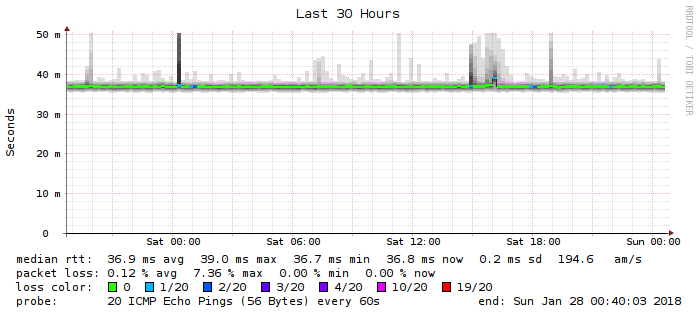 Last 30 Hours
RRDTOOL / TOBI OETIKER
Seconds
50 m
40 m
30 m
20 m
10 m
0
Sat 00:00 Sat 06:00 Sat 12:00 Sat 18:00 Sun 00:00
median rtt: 36.9 ms avg 39.0 ms max 36.7 ms min 36.8 ms now 0.2 ms sd 194.6 am/s
packet loss: 0.12 % avg 7.36 % max 0.00 % min 0.00 % now
loss color: 0 1/20 2/20 3/20 4/20 10/20 19/20
probe: 20 ICMP Echo Pings (56 Bytes) every 60s end: Sun Jan 28 00:40:03 2018